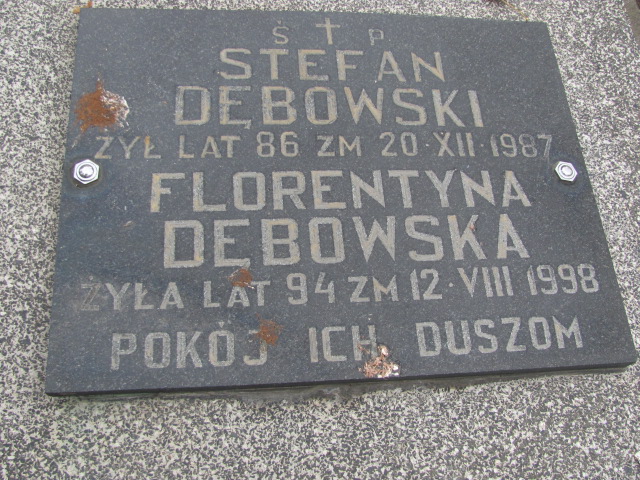 Ś † P
STEFAN
DĘBOWSKI
ŻYŁ LAT 86 ZM 20·XII·1987
FLORENTYNA
DĘBOWSKA
ŻYŁA LAT 94 ZM 12·VIII 1998
POKÓJ ICH DUSZOM